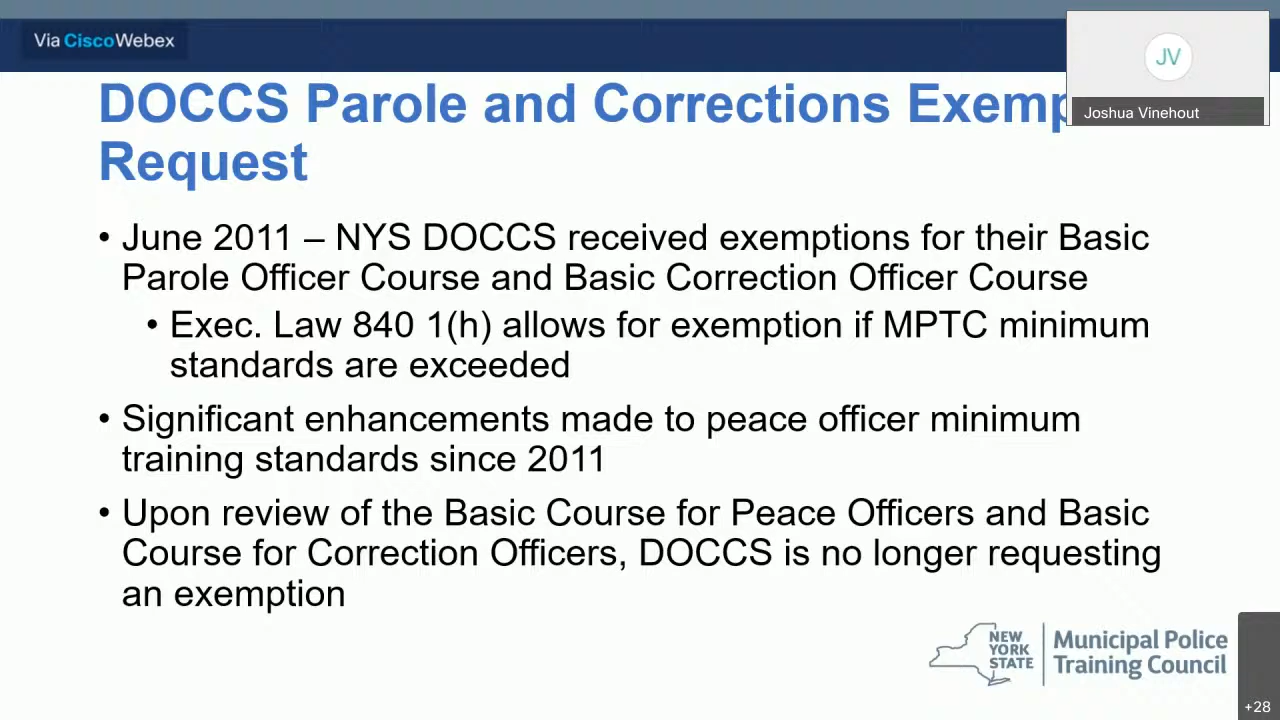 Via CiscoWebex
JV
Joshua Vinehout
DOCCS Parole and Corrections Exemp
Request
• June 2011 – NYS DOCCS received exemptions for their Basic
Parole Officer Course and Basic Correction Officer Course
• Exec. Law 840 1(h) allows for exemption if MPTC minimum
standards are exceeded
• Significant enhancements made to peace officer minimum
training standards since 2011
• Upon review of the Basic Course for Peace Officers and Basic
Course for Correction Officers, DOCCS is no longer requesting
an exemption
NEW
YORK
STATE
Municipal Police
Training Council
+28